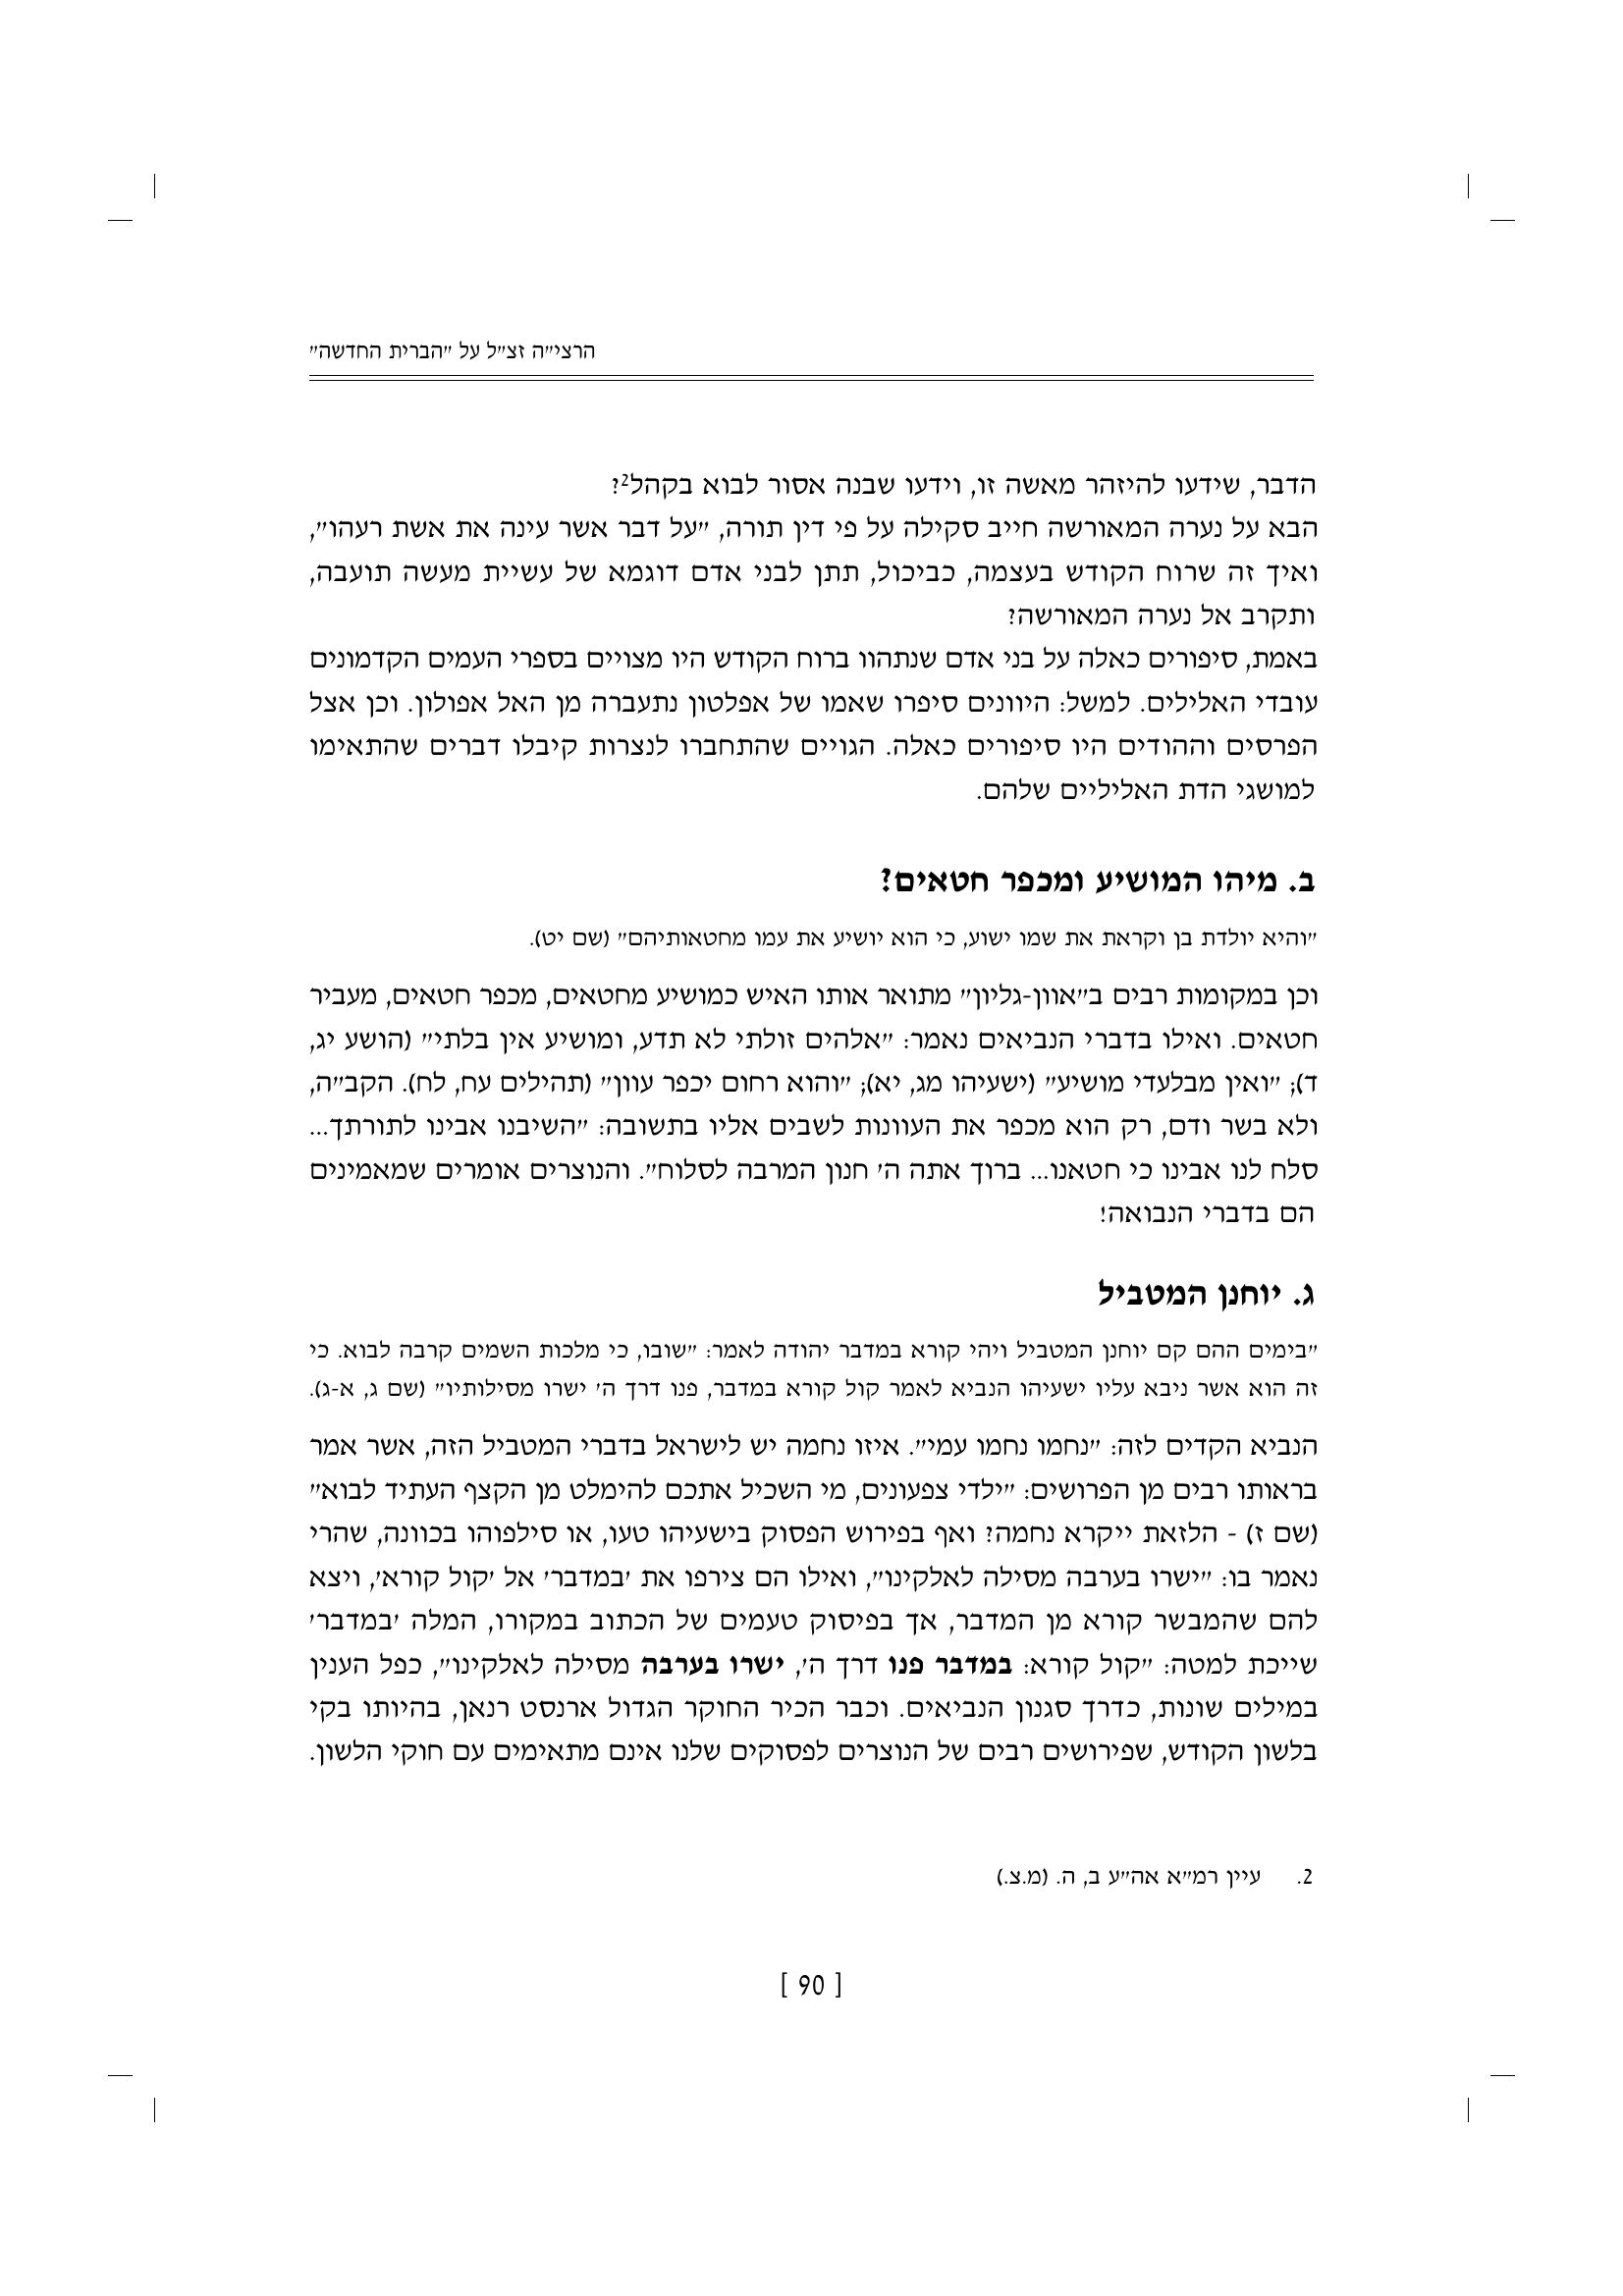 הרצי״ה זצ״ל על ״הברית החדשה״
הדבר, שידעו להיזהר מאשה זו, וידעו שבנה אסור לבוא בקהל2?
הבא על נערה המאורשה חייב סקילה על פי דין תורה, ״על דבר אשר עינה את אשת רעהו״,
ואיך זה שרוח הקודש בעצמה, כביכול, תתן לבני אדם דוגמא של עשיית מעשה תועבה,
ותקרב אל נערה המאורשה?
באמת, סיפורים כאלה על בני אדם שנתהוו ברוח הקודש היו מצויים בספרי העמים הקדמונים
עובדי האלילים. למשל: היוונים סיפרו שאמו של אפלטון נתעברה מן האל אפולון. וכן אצל
הפרסים וההודים היו סיפורים כאלה. הגויים שהתחברו לנצרות קיבלו דברים שהתאימו
למושגי הדת האליליים שלהם.
ב. מיהו המושיע ומכפר חטאים?
״והיא יולדת בן וקראת את שמו ישוע, כי הוא יושיע את עמו מחטאותיהם״ (שם יט).
וכן במקומות רבים ב״אוון-גליון״ מתואר אותו האיש כמושיע מחטאים, מכפר חטאים, מעביר
חטאים. ואילו בדברי הנביאים נאמר: ״אלהים זולתי לא תדע, ומושיע אין בלתי״ (הושע יג,
ד); ״ואין מבלעדי מושיע״ (ישעיהו מג, יא); ״והוא רחום יכפר עוון״ (תהילים עח, לח). הקב״ה,
ולא בשר ודם, רק הוא מכפר את העוונות לשבים אליו בתשובה: ״השיבנו אבינו לתורתך...
סלח לנו אבינו כי חטאנו... ברוך אתה ה׳ חנון המרבה לסלוח״. והנוצרים אומרים שמאמינים
הם בדברי הנבואה!
ג. יוחנן המטביל
״בימים ההם קם יוחנן המטביל ויהי קורא במדבר יהודה לאמר: ״שובו, כי מלכות השמים קרבה לבוא. כי
זה הוא אשר ניבא עליו ישעיהו הנביא לאמר קול קורא במדבר, פנו דרך ה׳ ישרו מסילותיו״ (שם ג, א-ג).
הנביא הקדים לזה: ״נחמו נחמו עמי״. איזו נחמה יש לישראל בדברי המטביל הזה, אשר אמר
בראותו רבים מן הפרושים: ״ילדי צפעונים, מי השכיל אתכם להימלט מן הקצף העתיד לבוא״
(שם ז) - הלזאת ייקרא נחמה? ואף בפירוש הפסוק בישעיהו טעו, או סילפוהו בכוונה, שהרי
נאמר בו: ״ישרו בערבה מסילה לאלקינו״, ואילו הם צירפו את ׳במדבר׳ אל ׳קול קורא׳, ויצא
להם שהמבשר קורא מן המדבר, אך בפיסוק טעמים של הכתוב במקורו, המלה ׳במדבר׳
שייכת למטה: ״קול קורא: במדבר פנו דרך ה׳, ישרו בערבה מסילה לאלקינו״, כפל הענין
במילים שונות, כדרך סגנון הנביאים. וכבר הכיר החוקר הגדול ארנסט רנאן, בהיותו בקי
בלשון הקודש, שפירושים רבים של הנוצרים לפסוקים שלנו אינם מתאימים עם חוקי הלשון.
2. עיין רמ״א אה״ע ב, ה. (מ.צ.)
[ 90 ]